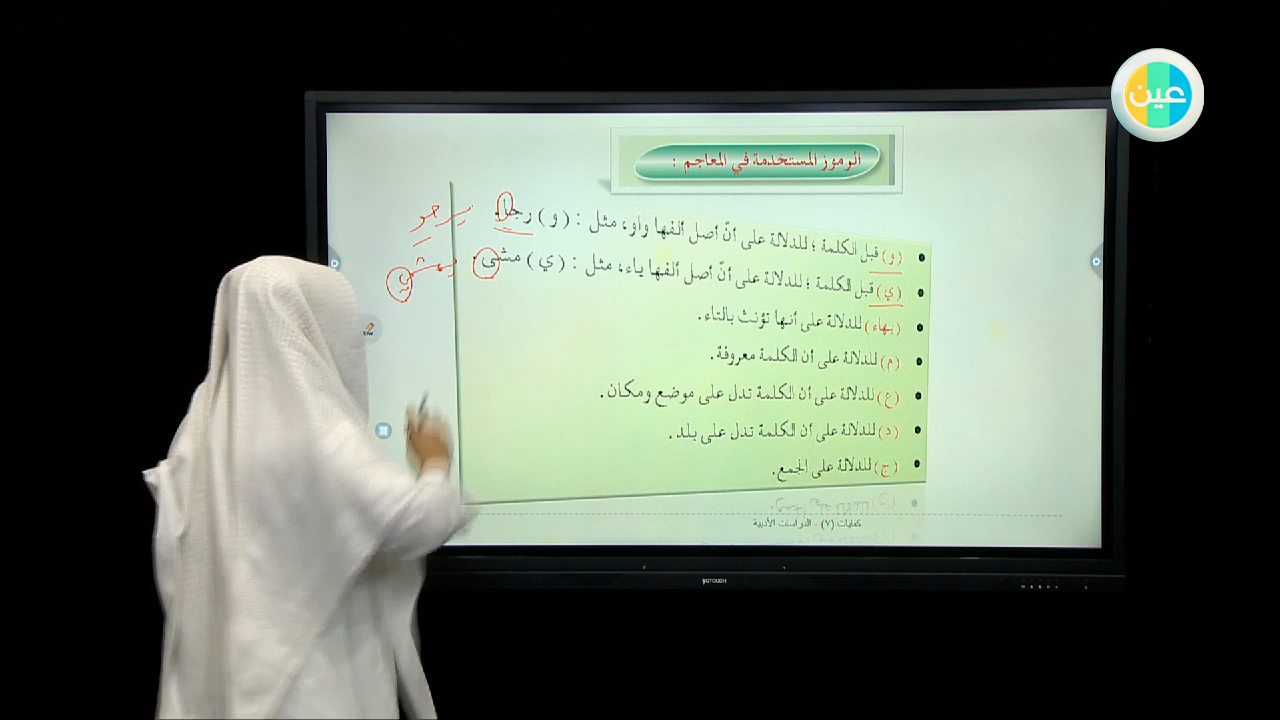 عين
الرموز المستخدمة في المعاجم :
(و) قبل الكلمة ؛ للدلالة على أنّ أصل ألفها واو، مثل : (و) رجا. يرجو
(ي) قبل الكلمة ؛ للدلالة على أنّ أصل ألفها ياء، مثل : (ي) مشى. يمشي
(بهاء) للدلالة على أنها تؤنث بالتاء.
(م) للدلالة على أن الكلمة معروفة.
(ع) للدلالة على أن الكلمة تدل على موضع ومكان.
(د) للدلالة على أن الكلمة تدل على بلد.
(ج) للدلالة على الجمع.
كفايات (٧) - الدراسات الأدبية